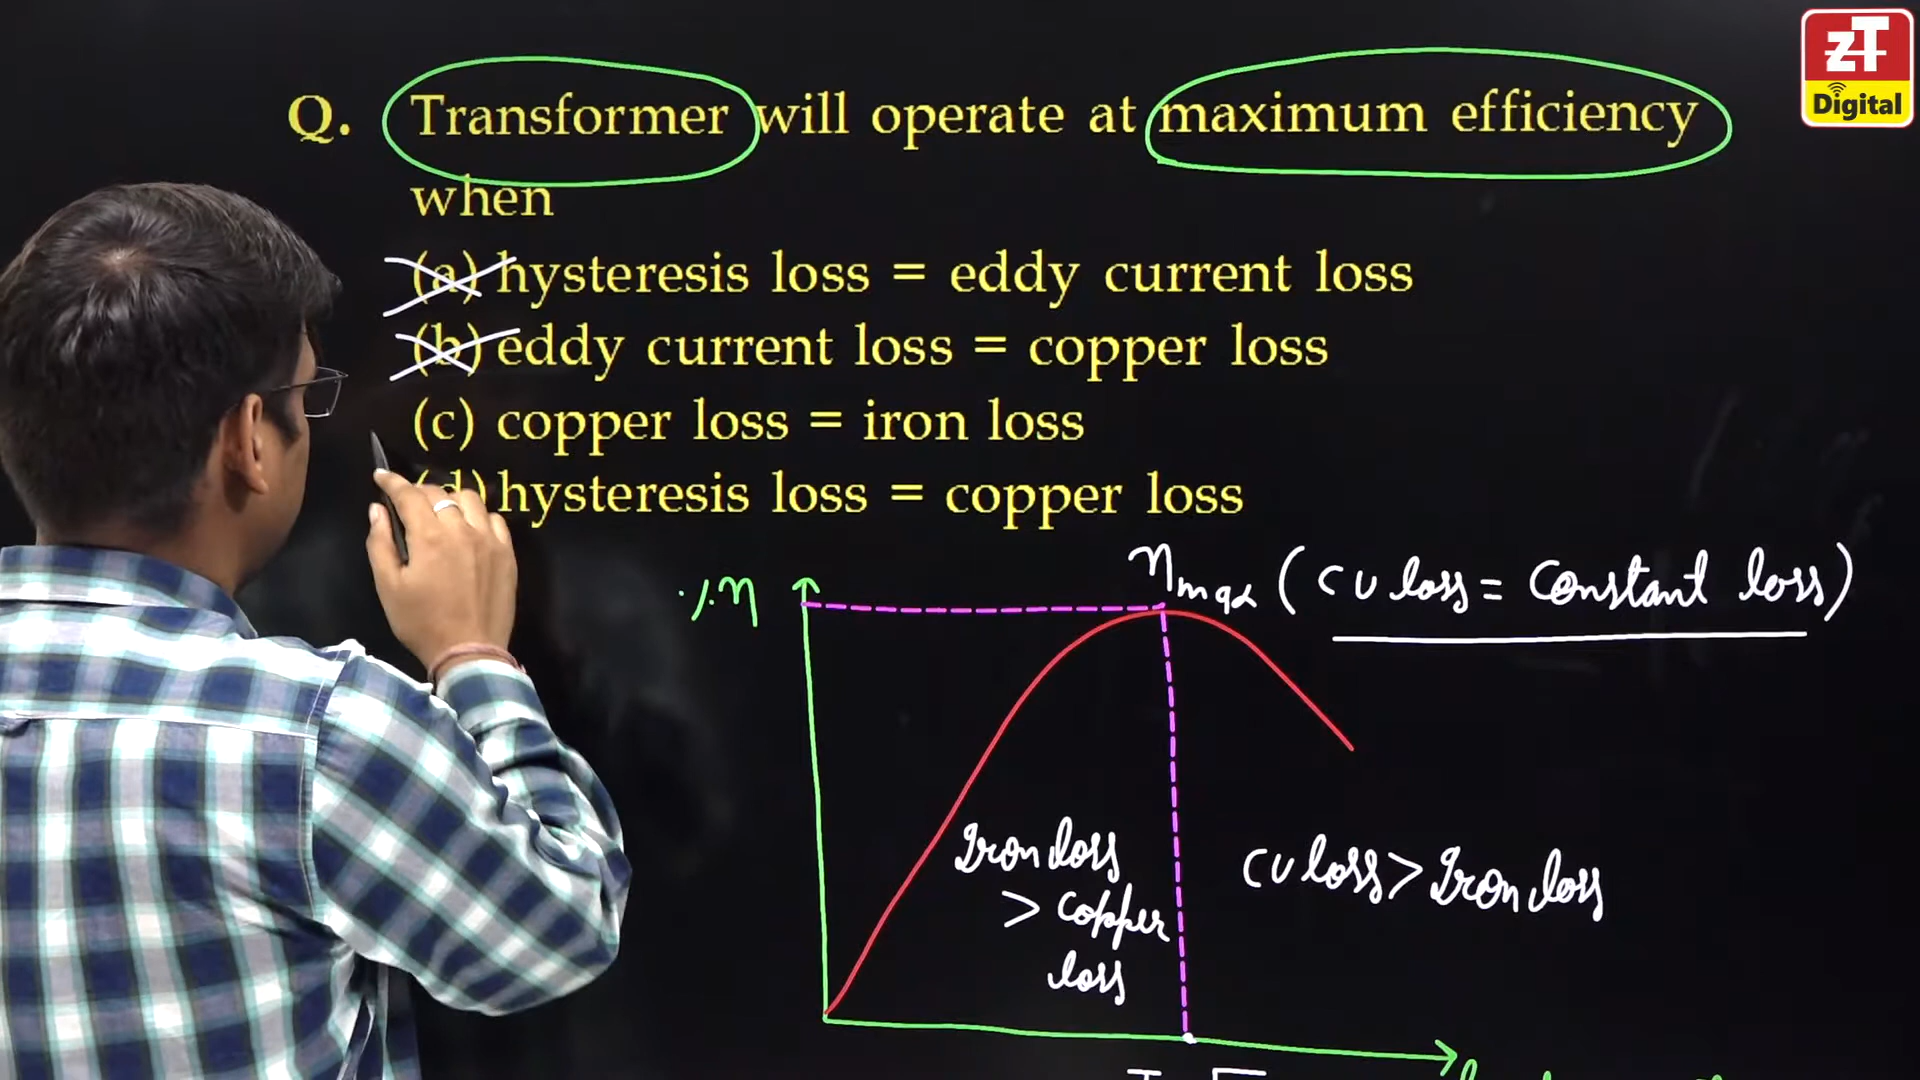 zT
Digital
Q. Transformer will operate at maximum efficiency
when
(a) hysteresis loss = eddy current loss
(b) eddy current loss = copper loss
(c) copper loss = iron loss
(d) hysteresis loss = copper loss
ηmax (cu loss = Constant loss)
%η
Iron loss
> Copper
loss
cu loss > Iron loss